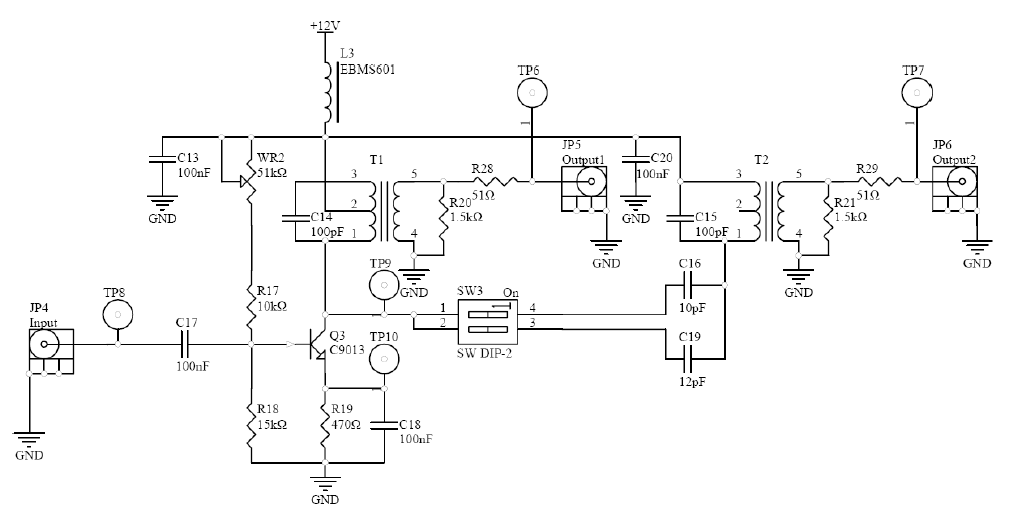 +12V
L3
EBMS601
TP6
TP7
1
1
C13
100nF
WR2
51kΩ
T1
JP5
Output1
C20
100nF
T2
JP6
Output2
3
5
R28
51Ω
3
5
R29
51Ω
GND
C14
100pF
2
R20
1.5kΩ
GND
C15
100pF
2
R21
1.5kΩ
1
4
1
4
GND
GND
TP9
GND
GND
C16
10pF
R17
10kΩ
SW3
On
1
4
2
3
SW DIP-2
JP4
Input
TP8
C17
100nF
Q3
C9013
TP10
C19
12pF
R18
15kΩ
R19
470Ω
C18
100nF
GND
GND